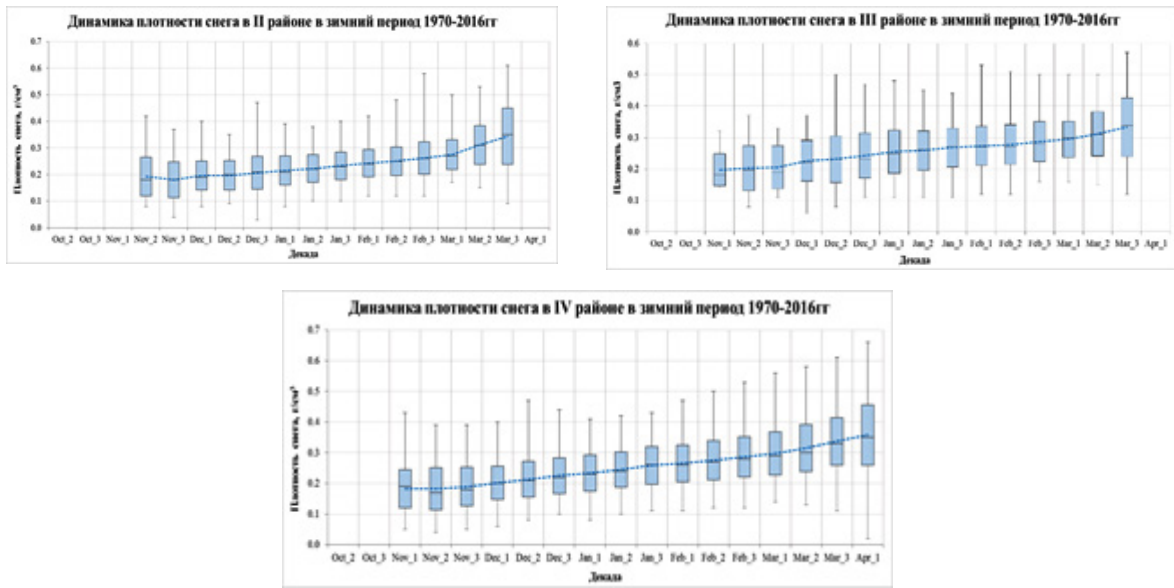 Динамика плотности снега в II районе в зимний период 1970-2016гг
Плотность снега, г/см³
0.7
0.6
0.5
0.4
0.3
0.2
0.1
0.0
Oct_2 Oct_3 Nov_1 Nov_2 Nov_3 Dec_1 Dec_2 Dec_3 Jan_1 Jan_2 Jan_3 Feb_1 Feb_2 Feb_3 Mar_1 Mar_2 Mar_3 Apr_1
Декада
Динамика плотности снега в III районе в зимний период 1970-2016гг
Плотность снега, г/см3
0.6
0.5
0.4
0.3
0.2
0.1
0.0
Oct_2 Oct_3 Nov_1 Nov_2 Nov_3 Dec_1 Dec_2 Dec_3 Jan_1 Jan_2 Jan_3 Feb_1 Feb_2 Feb_3 Mar_1 Mar_2 Mar_3 Apr_1
Декада
Динамика плотности снега в IV районе в зимний период 1970-2016гг
Плотность снега, г/см³
0.7
0.6
0.5
0.4
0.3
0.2
0.1
0.0
Oct_2 Oct_3 Nov_1 Nov_2 Nov_3 Dec_1 Dec_2 Dec_3 Jan_1 Jan_2 Jan_3 Feb_1 Feb_2 Feb_3 Mar_1 Mar_2 Mar_3 Apr_1
Декада